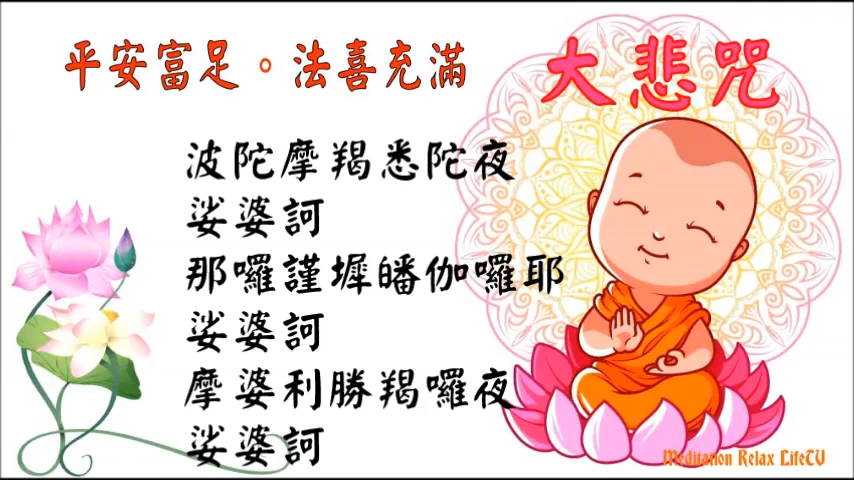 平安富足。法喜充滿
大悲咒
波陀摩羯悉陀夜
娑婆訶
那囉謹墀皤伽囉耶
娑婆訶
摩婆利勝羯囉夜
娑婆訶
Meditation Relax LifeTV